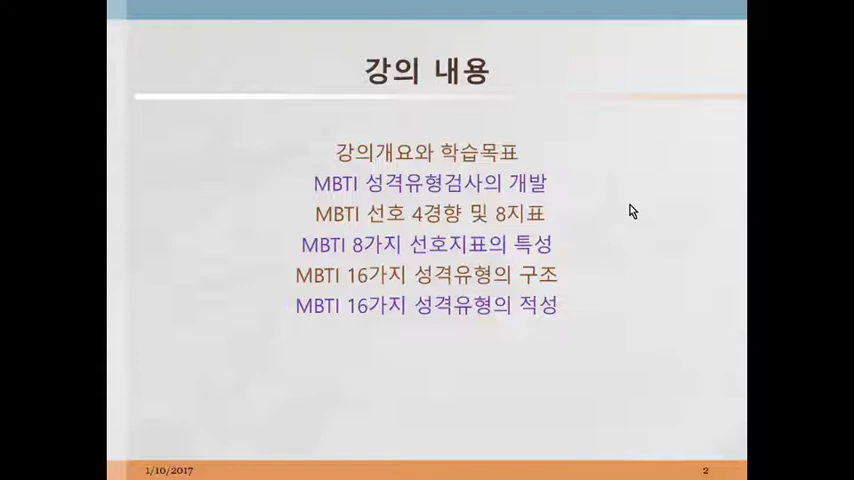 강의 내용
강의개요와 학습목표
MBTI 성격유형검사의 개발
MBTI 선호 4경향 및 8지표
MBTI 8가지 선호지표의 특성
MBTI 16가지 성격유형의 구조
MBTI 16가지 성격유형의 적성
1/10/2017
2